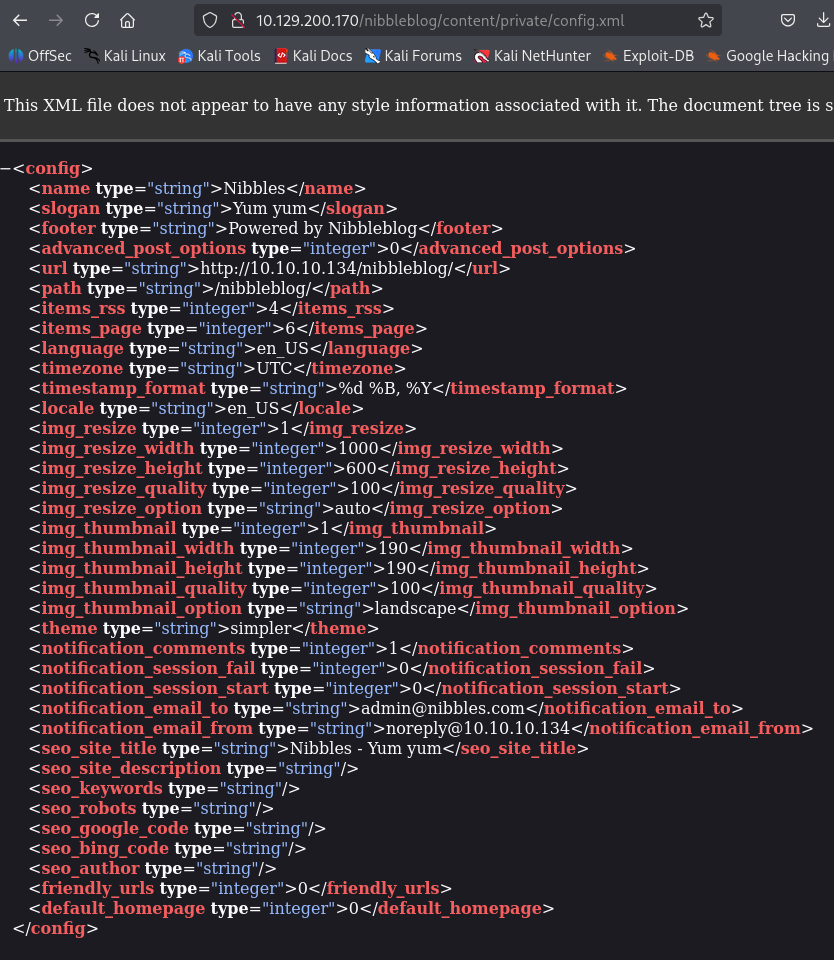 10.129.200.170/nibbleblog/content/private/config.xml
OffSec Kali Linux Kali Tools Kali Docs Kali Forums Kali NetHunter Exploit-DB Google Hacking
This XML file does not appear to have any style information associated with it. The document tree is s
−<config>
<name type="string">Nibbles</name>
<slogan type="string">Yum yum</slogan>
<footer type="string">Powered by Nibbleblog</footer>
<advanced_post_options type="integer">0</advanced_post_options>
<url type="string">http://10.10.10.134/nibbleblog/</url>
<path type="string">/nibbleblog/</path>
<items_rss type="integer">4</items_rss>
<items_page type="integer">6</items_page>
<language type="string">en_US</language>
<timezone type="string">UTC</timezone>
<timestamp_format type="string">%d %B, %Y</timestamp_format>
<locale type="string">en_US</locale>
<img_resize type="integer">1</img_resize>
<img_resize_width type="integer">1000</img_resize_width>
<img_resize_height type="integer">600</img_resize_height>
<img_resize_quality type="integer">100</img_resize_quality>
<img_resize_option type="string">auto</img_resize_option>
<img_thumbnail type="integer">1</img_thumbnail>
<img_thumbnail_width type="integer">190</img_thumbnail_width>
<img_thumbnail_height type="integer">190</img_thumbnail_height>
<img_thumbnail_quality type="integer">100</img_thumbnail_quality>
<img_thumbnail_option type="string">landscape</img_thumbnail_option>
<theme type="string">simpler</theme>
<notification_comments type="integer">1</notification_comments>
<notification_session_fail type="integer">0</notification_session_fail>
<notification_session_start type="integer">0</notification_session_start>
<notification_email_to type="string">admin@nibbles.com</notification_email_to>
<notification_email_from type="string">noreply@10.10.10.134</notification_email_from>
<seo_site_title type="string">Nibbles - Yum yum</seo_site_title>
<seo_site_description type="string"/>
<seo_keywords type="string"/>
<seo_robots type="string"/>
<seo_google_code type="string"/>
<seo_bing_code type="string"/>
<seo_author type="string"/>
<friendly_urls type="integer">0</friendly_urls>
<default_homepage type="integer">0</default_homepage>
</config>